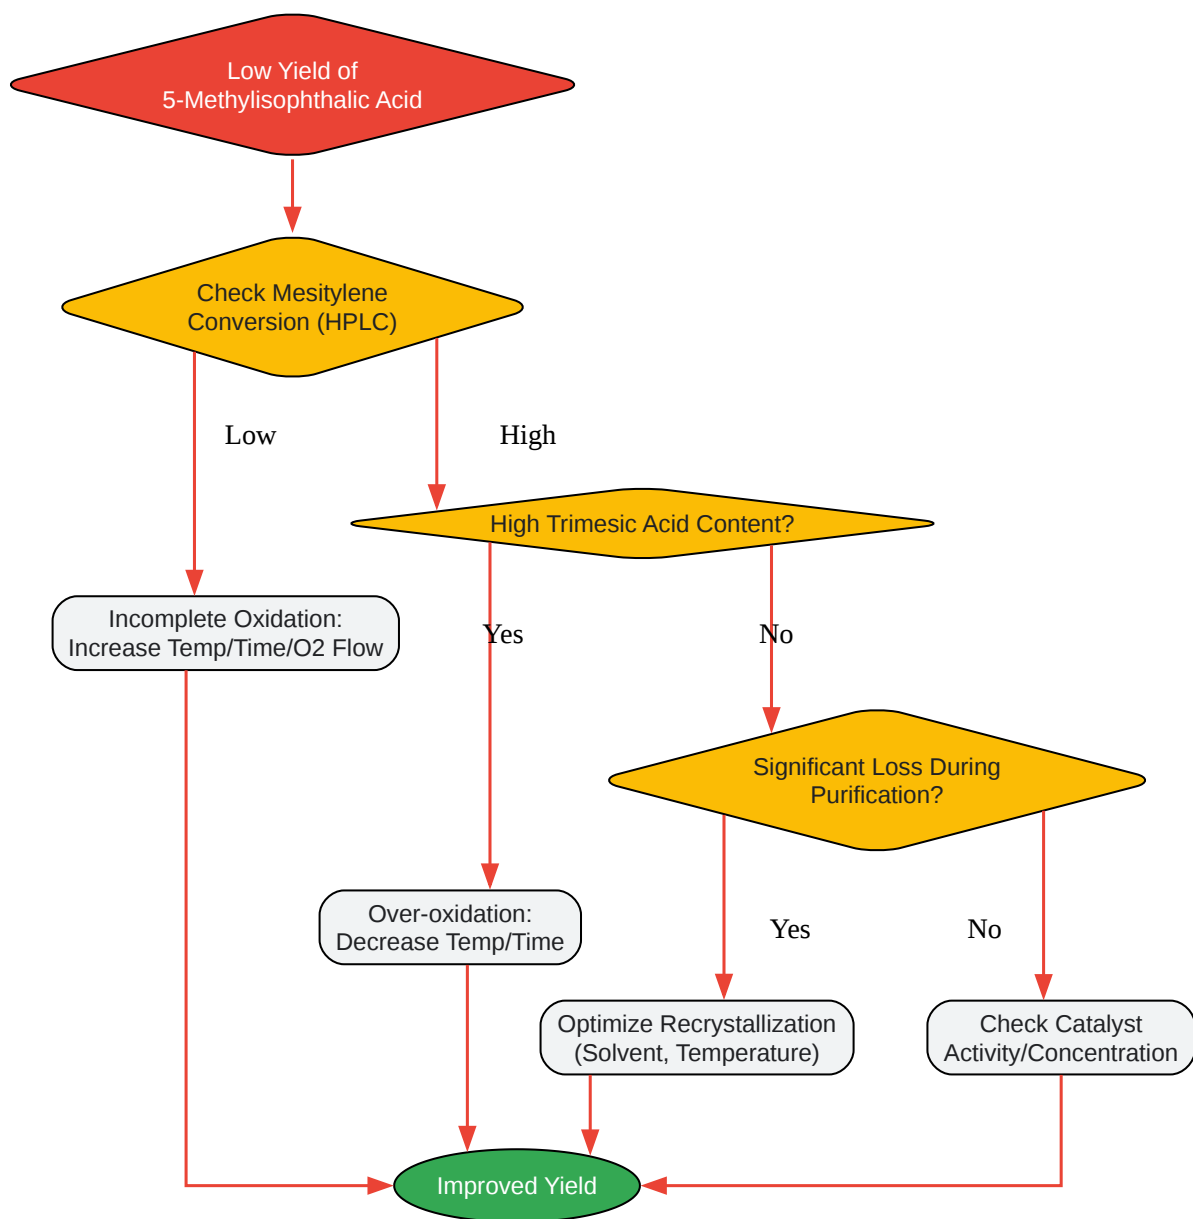 Low Yield of
5-Methylisophthalic Acid
Check Mesitylene
Conversion (HPLC)
Low
High
High Trimesic Acid Content?
Incomplete Oxidation:
Increase Temp/Time/O2 Flow
Yes
No
Significant Loss During
Purification?
Over-oxidation:
Decrease Temp/Time
Yes
No
Optimize Recrystallization
(Solvent, Temperature)
Check Catalyst
Activity/Concentration
Improved Yield